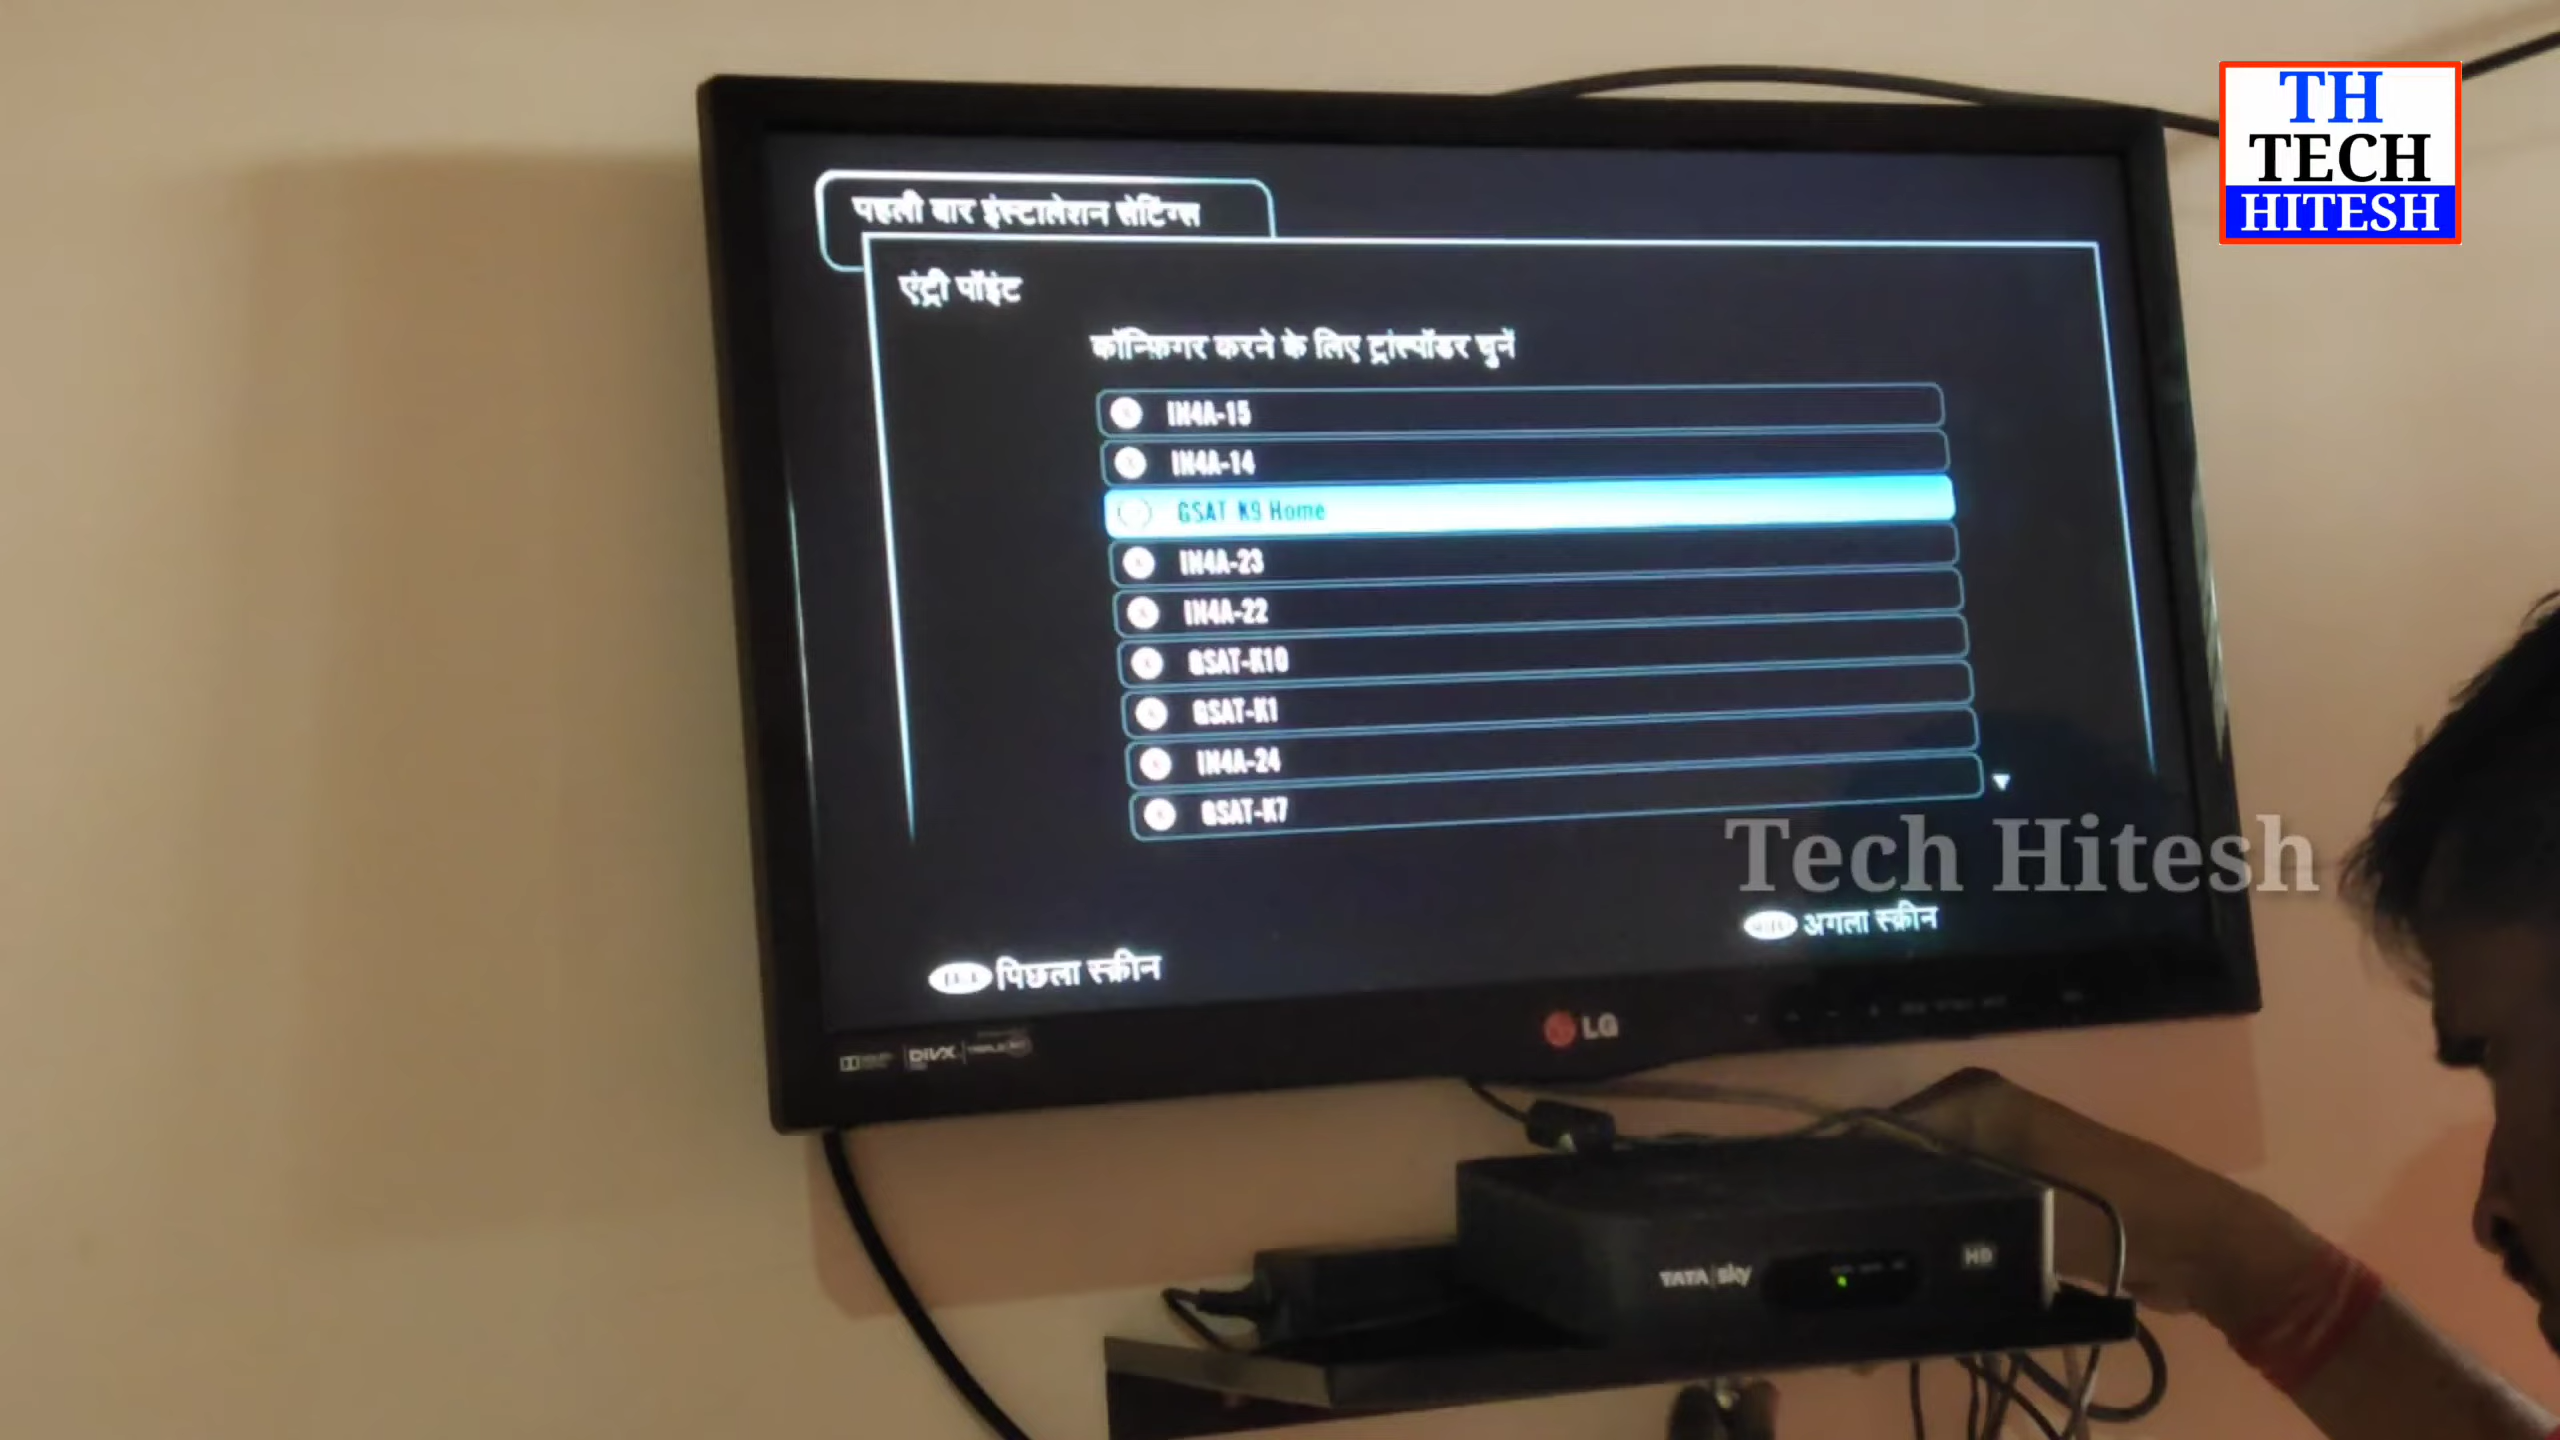 TH
TECH
HITESH
पहली बार इंस्टालेशन सेटिंग्स
एंट्री पॉइंट
कॉन्फ़िगर करने के लिए ट्रांस्पॉडर चुनें
IN4A-15
IN4A-14
GSAT K9 Home
IN4A-23
IN4A-22
GSAT-K10
GSAT-K1
IN4A-24
GSAT-K7
Tech Hitesh
अगला स्क्रीन
पिछला स्क्रीन
DIVX
LG
TATA sky
HD